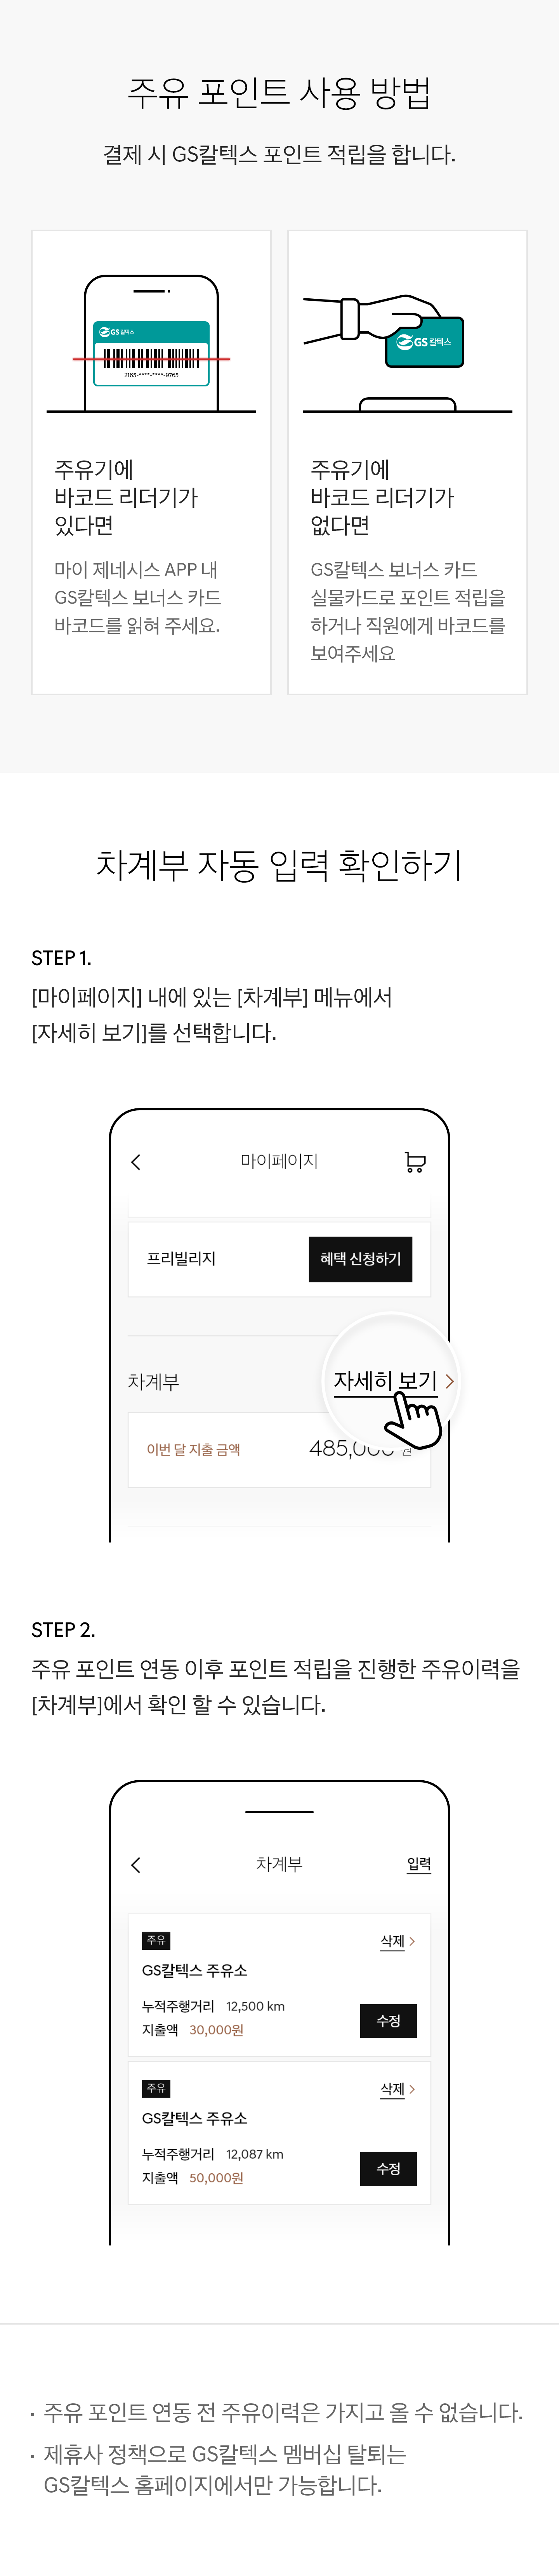 주유 포인트 사용 방법
결제 시 GS칼텍스 포인트 적립을 합니다.
GS칼텍스
2165-****-****-9765
주유기에
바코드 리더기가
있다면
마이 제네시스 APP 내
GS칼텍스 보너스 카드
바코드를 읽혀 주세요.
GS칼텍스
주유기에
바코드 리더기가
없다면
GS칼텍스 보너스 카드
실물카드로 포인트 적립을
하거나 직원에게 바코드를
보여주세요
차계부 자동 입력 확인하기
STEP 1.
[마이페이지] 내에 있는 [차계부] 메뉴에서
[자세히 보기]를 선택합니다.
마이페이지
프리빌리지 혜택 신청하기
차계부 자세히 보기
이번 달 지출 금액 485,000 원
STEP 2.
주유 포인트 연동 이후 포인트 적립을 진행한 주유이력을
[차계부]에서 확인 할 수 있습니다.
차계부 입력
주유 삭제
GS칼텍스 주유소
누적주행거리 12,500 km
지출액 30,000원 수정
주유 삭제
GS칼텍스 주유소
누적주행거리 12,087 km
지출액 50,000원 수정
· 주유 포인트 연동 전 주유이력은 가지고 올 수 없습니다.
· 제휴사 정책으로 GS칼텍스 멤버십 탈퇴는
GS칼텍스 홈페이지에서만 가능합니다.